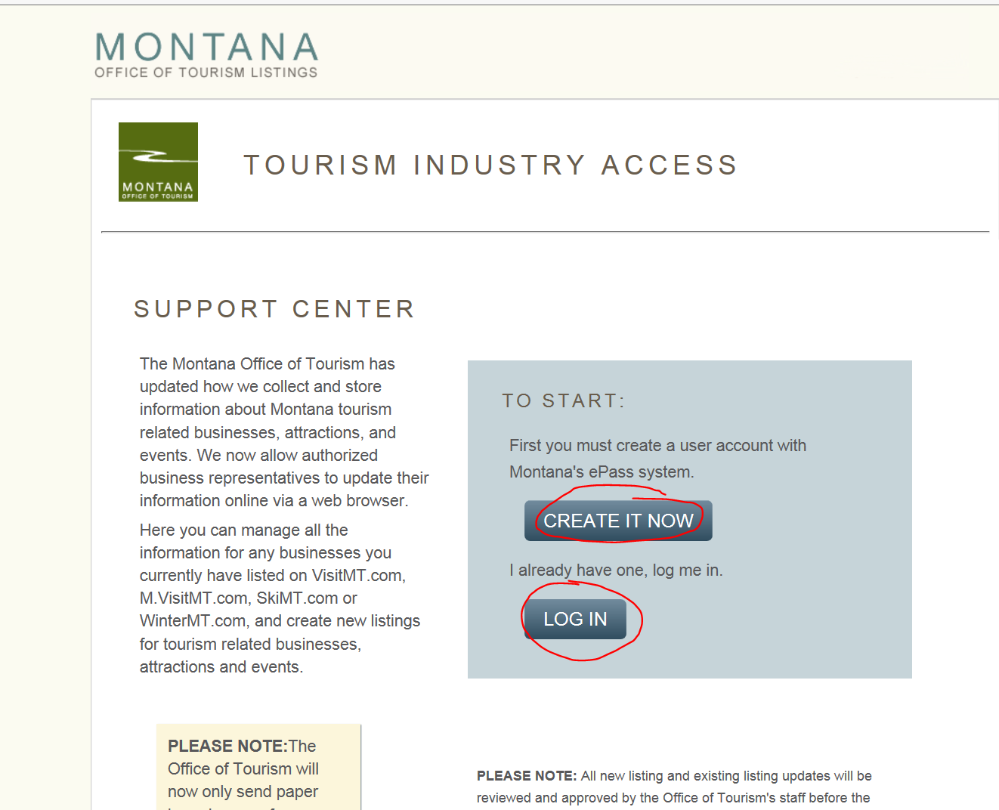 MONTANA
OFFICE OF TOURISM LISTINGS
MONTANA
OFFICE OF TOURISM
TOURISM INDUSTRY ACCESS
SUPPORT CENTER
The Montana Office of Tourism has
updated how we collect and store
information about Montana tourism
related businesses, attractions, and
events. We now allow authorized
business representatives to update their
information online via a web browser.
Here you can manage all the
information for any businesses you
currently have listed on VisitMT.com,
M.VisitMT.com, SkiMT.com or
WinterMT.com, and create new listings
for tourism related businesses,
attractions and events.
TO START:
First you must create a user account with
Montana's ePass system.
CREATE IT NOW
I already have one, log me in.
LOG IN
PLEASE NOTE:The
Office of Tourism will
now only send paper
PLEASE NOTE: All new listing and existing listing updates will be
reviewed and approved by the Office of Tourism's staff before the